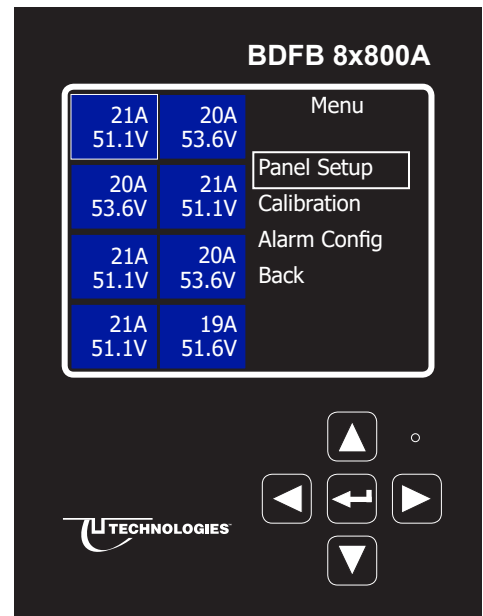 BDFB 8x800A
21A 20A Menu
51.1V 53.6V
Panel Setup
20A 21A
53.6V 51.1V Calibration
Alarm Config
21A 20A
51.1V 53.6V Back
21A 19A
51.1V 51.6V
TECHNOLOGIES